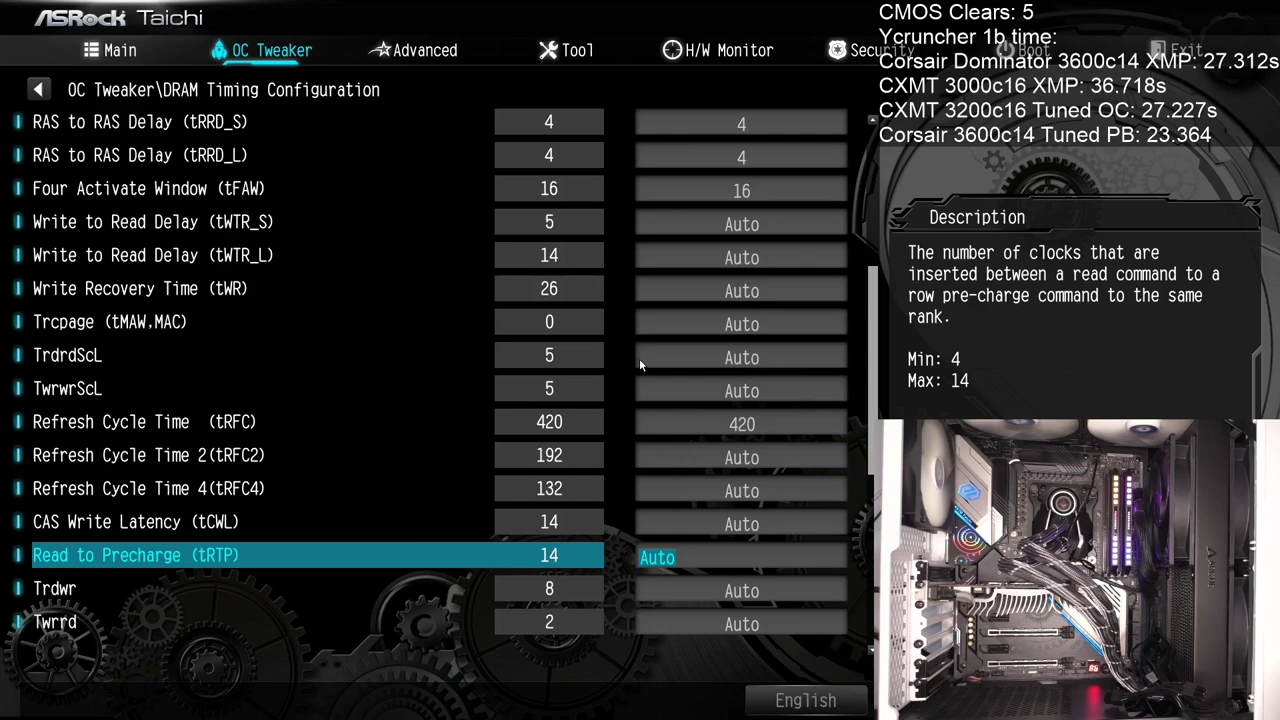 ASRock Taichi
Main OC Tweaker Advanced Tool H/W Monitor Security Boot Exit
OC Tweaker\DRAM Timing Configuration
RAS to RAS Delay (tRRD_S) 4 4
RAS to RAS Delay (tRRD_L) 4 4
Four Activate Window (tFAW) 16 16
Write to Read Delay (tWTR_S) 5 Auto
Write to Read Delay (tWTR_L) 14 Auto
Write Recovery Time (tWR) 26 Auto
Trcpage (tMAW.MAC) 0 Auto
TrdrdScL 5 Auto
TwrwrScL 5 Auto
Refresh Cycle Time (tRFC) 420 420
Refresh Cycle Time 2(tRFC2) 192 Auto
Refresh Cycle Time 4(tRFC4) 132 Auto
CAS Write Latency (tCWL) 14 Auto
Read to Precharge (tRTP) 14 Auto
Trdwr 8 Auto
Twrrd 2 Auto
English
CMOS Clears: 5
Ycruncher 1b time:
Corsair Dominator 3600c14 XMP: 27.312s
CXMT 3000c16 XMP: 36.718s
CXMT 3200c16 Tuned OC: 27.227s
Corsair 3600c14 Tuned PB: 23.364
Description
The number of clocks that are
inserted between a read command to a
row pre-charge command to the same
rank.
Min: 4
Max: 14